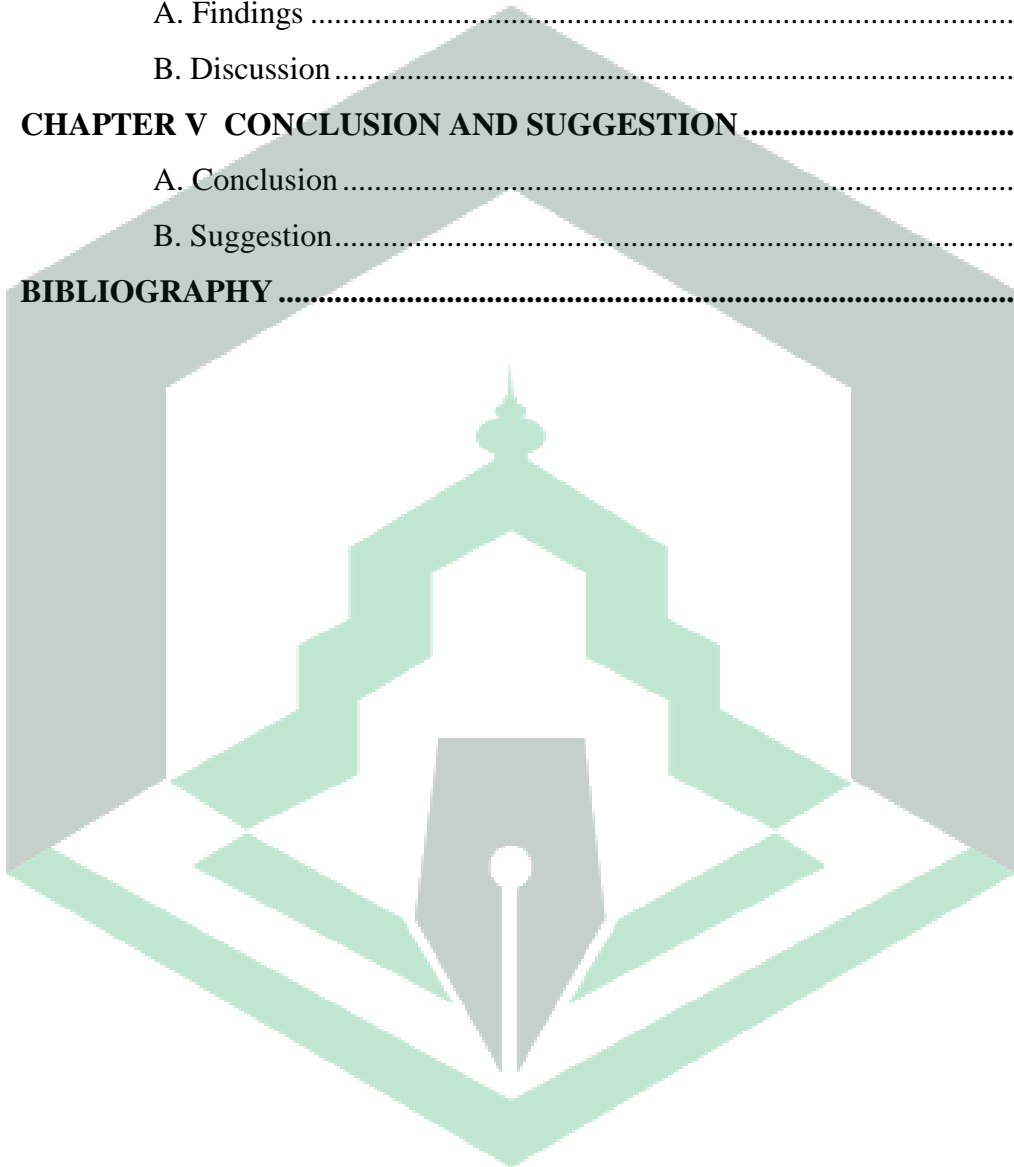 A. Findings ........................................................................................
B. Discussion .....................................................................................
CHAPTER V  CONCLUSION AND SUGGESTION ...................................
A. Conclusion ....................................................................................
B. Suggestion .....................................................................................
BIBLIOGRAPHY ..............................................................................................